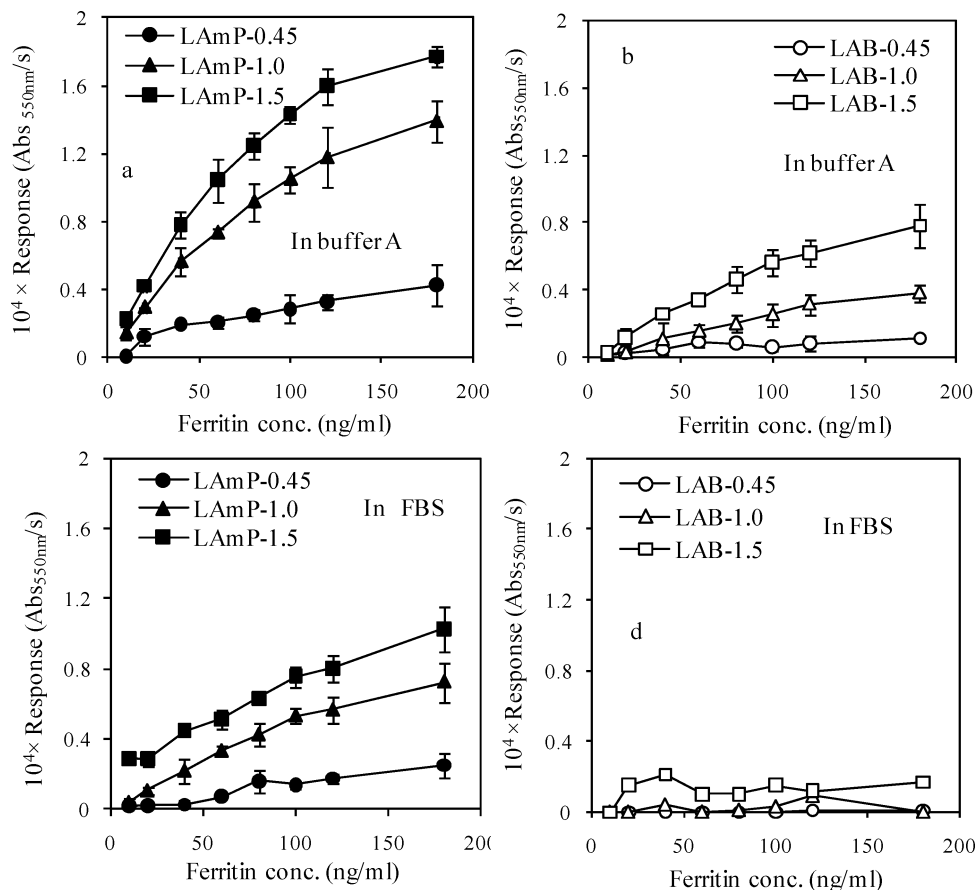 2
1.6
1.2
0.8
0.4
0
0 50 100 150 200
10⁴ × Response (Abs 550nm/s)
Ferritin conc. (ng/ml)
LAmP-0.45
LAmP-1.0
LAmP-1.5
a
In buffer A
2
1.6
1.2
0.8
0.4
0
0 50 100 150 200
10⁴ × Response (Abs550nm/s)
Ferritin conc. (ng/ml)
LAB-0.45
LAB-1.0
LAB-1.5
b
In buffer A
2
1.6
1.2
0.8
0.4
0
0 50 100 150 200
10⁴× Response (Abs550nm/s)
Ferritin conc. (ng/ml)
LAmP-0.45
LAmP-1.0
LAmP-1.5
In FBS
2
1.6
1.2
0.8
0.4
0
0 50 100 150 200
10⁴ ×Response (Abs550nm/s)
Ferritin conc. (ng/ml)
LAB-0.45
LAB-1.0
LAB-1.5
In FBS
d